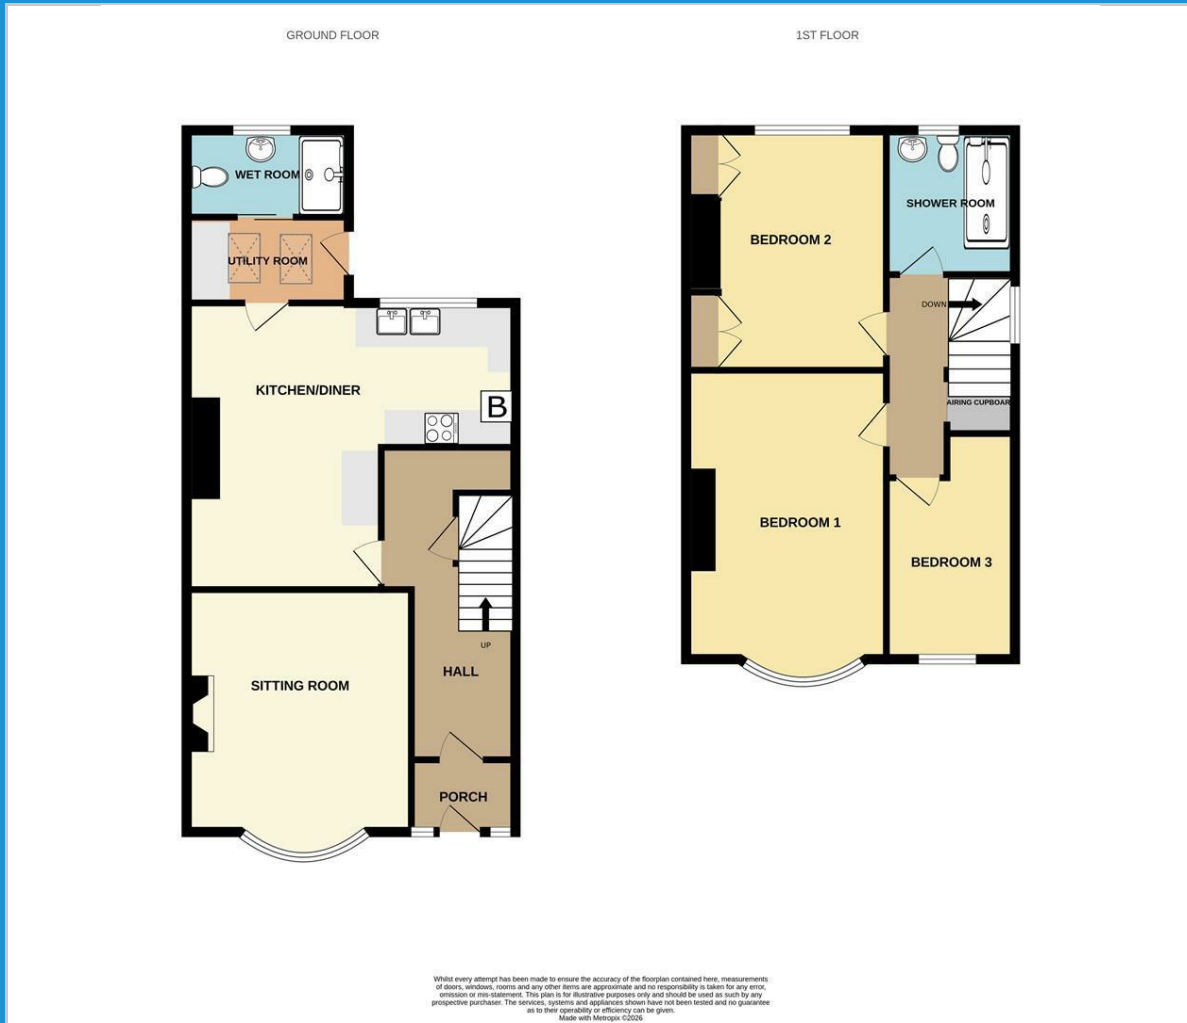 GROUND FLOOR
1ST FLOOR
WET ROOM
UTILITY ROOM
KITCHEN/DINER
B
SITTING ROOM
UP
HALL
PORCH
BEDROOM 2
SHOWER ROOM
DOWN
AIRING CUPBOAR
BEDROOM 1
BEDROOM 3
Whilst every attempt has been made to ensure the accuracy of the floorplan contained here, measurements
of doors, windows, rooms and any other items are approximate and no responsibility is taken for any error,
omission or mis-statement. This plan is for illustrative purposes only and should be used as such by any
prospective purchaser. The services, systems and appliances shown have not been tested and no guarantee
as to their operability or efficiency can be given.
Made with Metropix ©2026